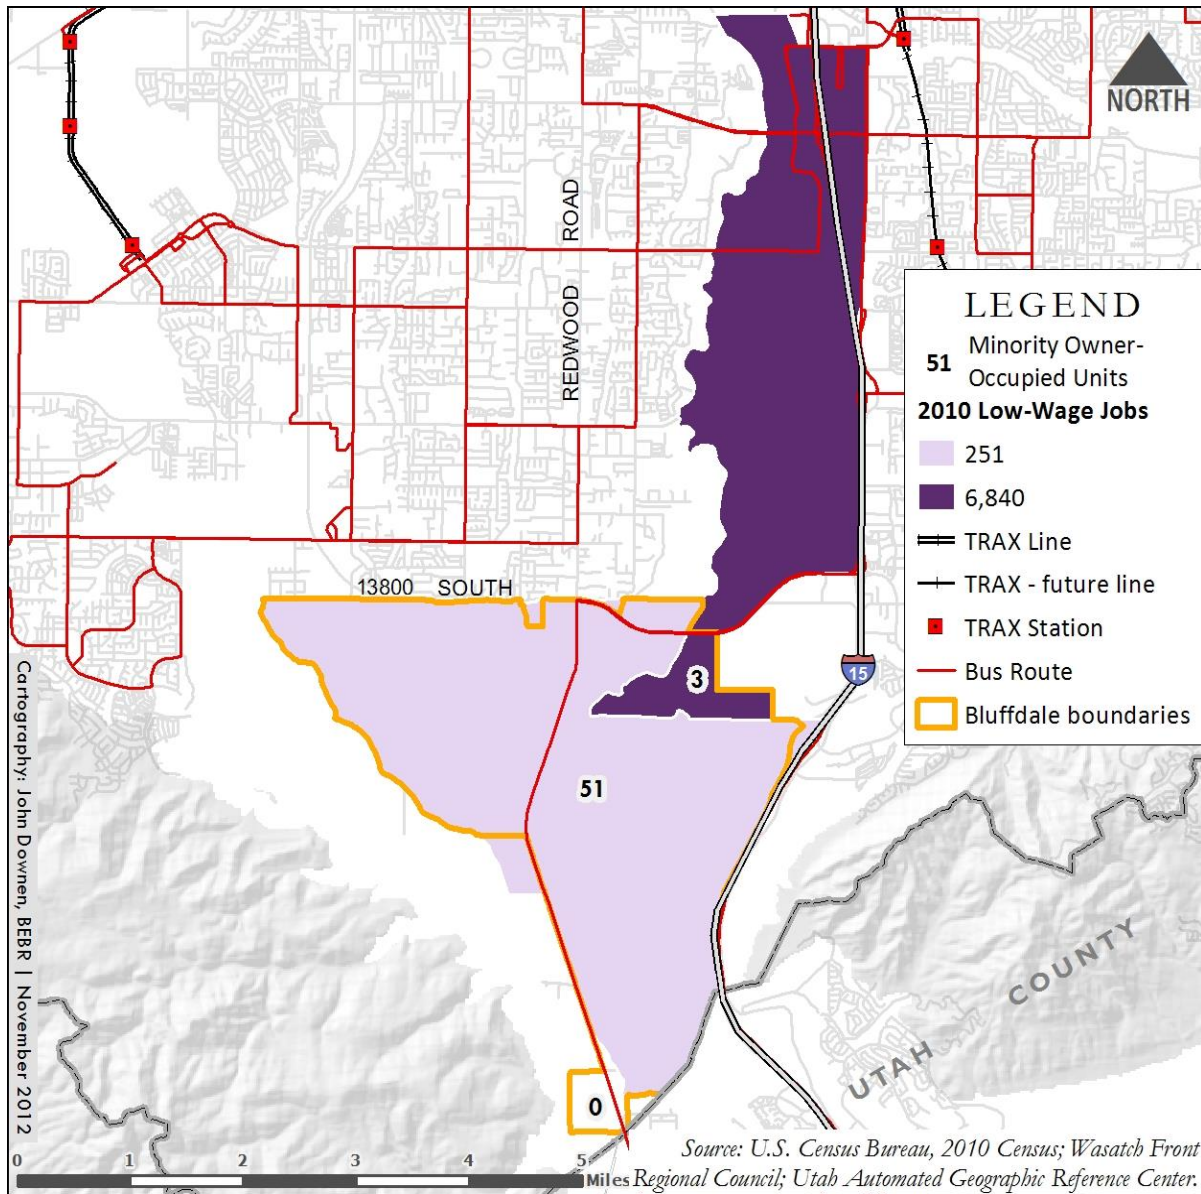 NORTH
REDWOOD ROAD
LEGEND
51 Minority Owner-
Occupied Units
2010 Low-Wage Jobs
251
6,840
TRAX Line
TRAX - future line
TRAX Station
Bus Route
Bluffdale boundaries
13800 SOUTH
15
3
51
0
UTAH COUNTY
Cartography: John Downen, BEBR | November 2012
0 1 2 3 4 5 Miles
Source: U.S. Census Bureau, 2010 Census; Wasatch Front
Regional Council; Utah Automated Geographic Reference Center.